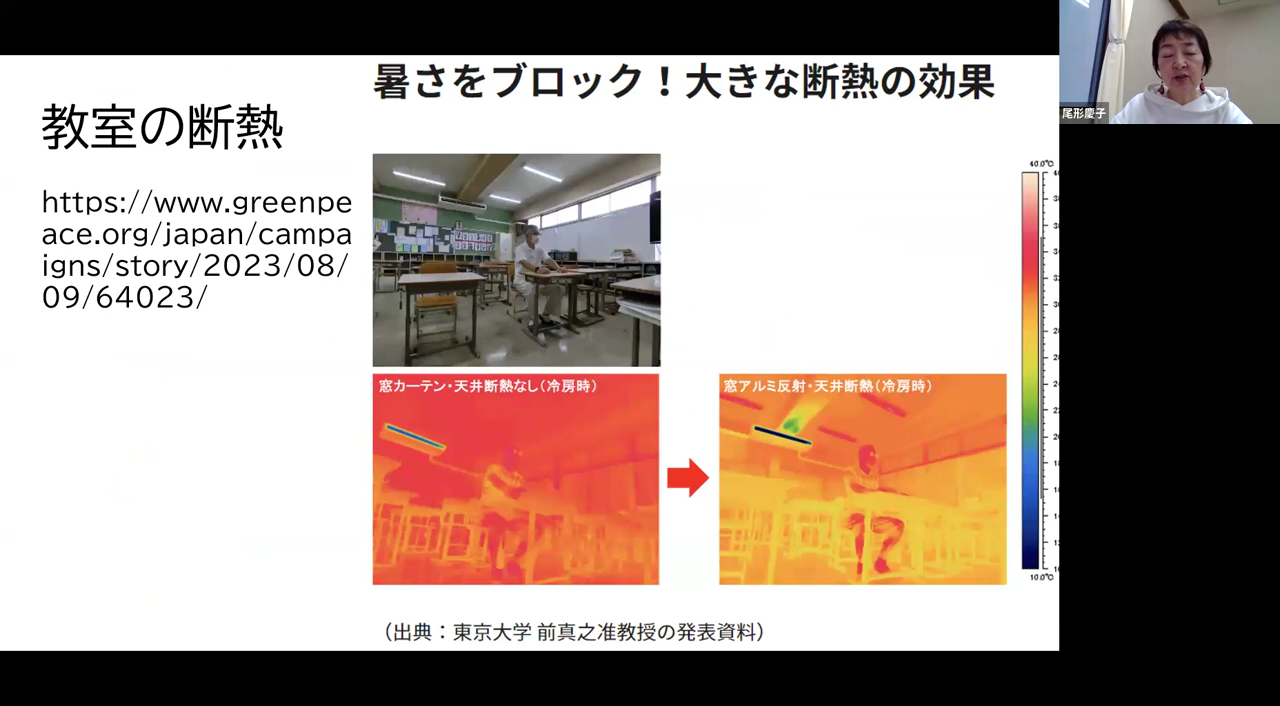 暑さをブロック！大きな断熱の効果
教室の断熱
https://www.greenpe
ace.org/japan/campa
igns/story/2023/08/
09/64023/
尾形慶子
40.0℃
窓カーテン・天井断熱なし（冷房時）
窓アルミ反射・天井断熱（冷房時）
10.0℃
（出典：東京大学 前真之准教授の発表資料）